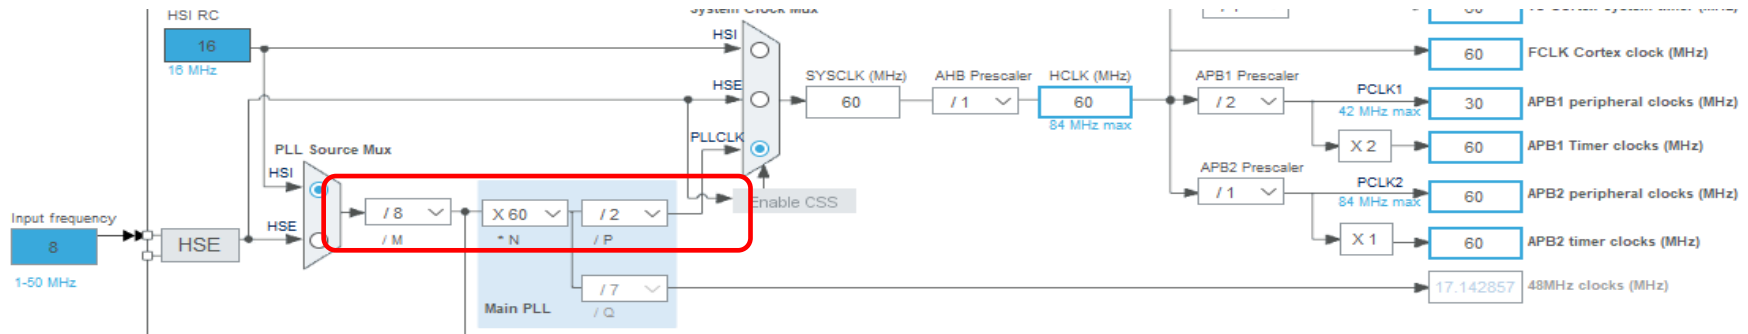 HSI RC
System Clock Mux
16
16 MHz
HSI
HSE
PLLCLK
Enable CSS
SYSCLK (MHz)
60
AHB Prescaler
/ 1
HCLK (MHz)
60
84 MHz max
PLL Source Mux
HSI
HSE
Input frequency
8
1-50 MHz
HSE
/ 8
/ M
X 60
* N
/ 2
/ P
/ 7
/ Q
Main PLL
APB1 Prescaler
/ 2
PCLK1
42 MHz max
X 2
APB2 Prescaler
/ 1
PCLK2
84 MHz max
X 1
60
60
FCLK Cortex clock (MHz)
30
APB1 peripheral clocks (MHz)
60
APB1 Timer clocks (MHz)
60
APB2 peripheral clocks (MHz)
60
APB2 timer clocks (MHz)
17.142857
48MHz clocks (MHz)